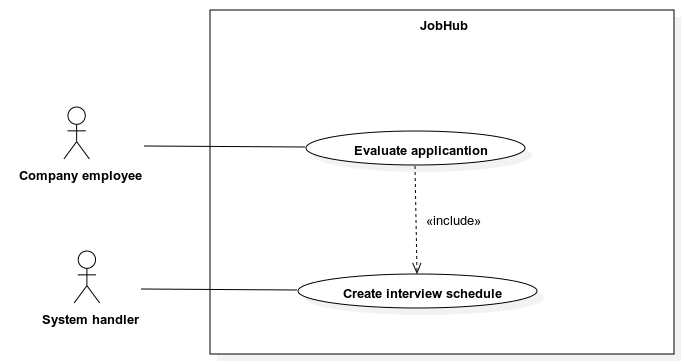 JobHub
Evaluate applicantion
Company employee
«include»
Create interview schedule
System handler